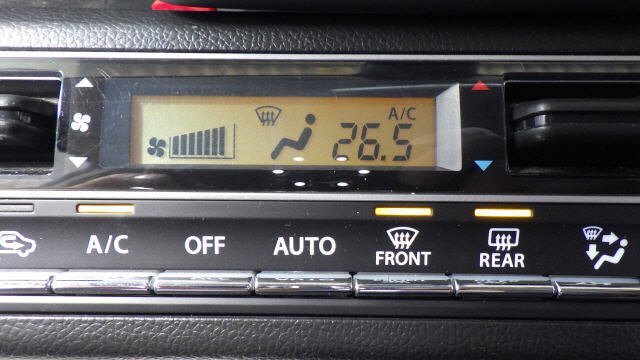 A/C
26.5
A/C OFF AUTO FRONT REAR